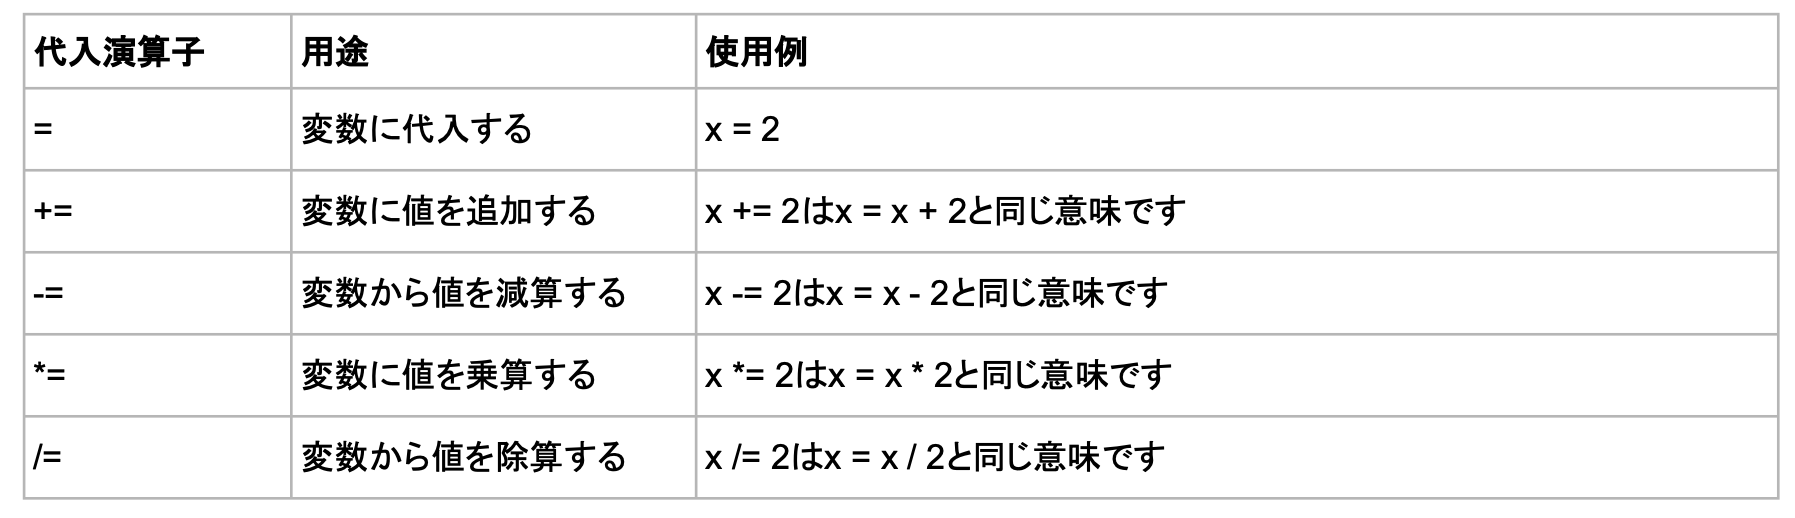 代入演算子 用途 使用例
= 変数に代入する x = 2
+= 変数に値を追加する x += 2はx = x + 2と同じ意味です
-= 変数から値を減算する x -= 2はx = x - 2と同じ意味です
*= 変数に値を乗算する x *= 2はx = x * 2と同じ意味です
/= 変数から値を除算する x /= 2はx = x / 2と同じ意味です